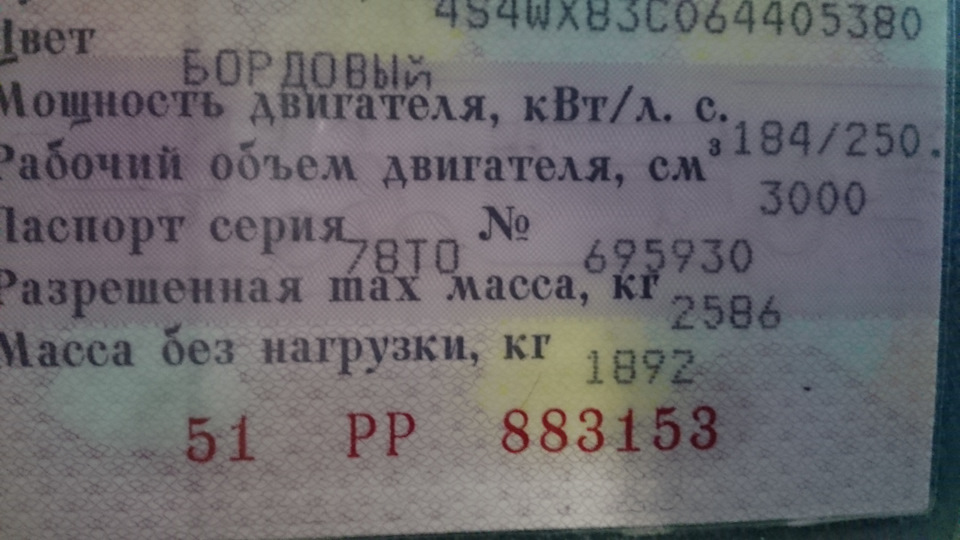 4S4WX83C064405380
Цвет
БОРДОВЫЙ
Мощность двигателя, кВт/л. с.
184/250.
Рабочий объем двигателя, см³
3000
Паспорт серия 78ТО № 695930
Разрешенная max масса, кг
2586
Масса без нагрузки, кг
1892
51 РР 883153